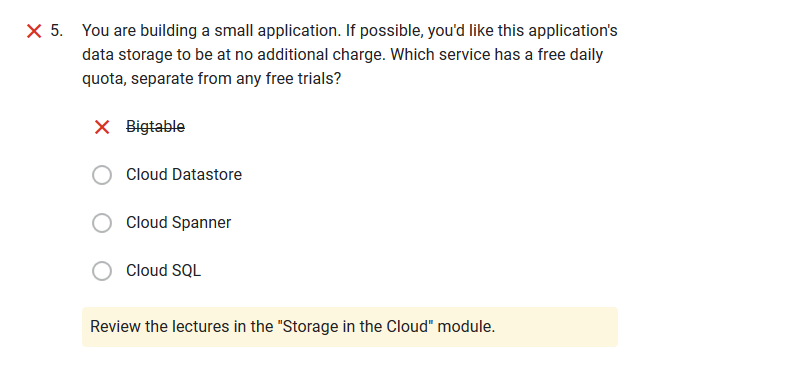 5. You are building a small application. If possible, you'd like this application's
data storage to be at no additional charge. Which service has a free daily
quota, separate from any free trials?
Bigtable
Cloud Datastore
Cloud Spanner
Cloud SQL
Review the lectures in the "Storage in the Cloud" module.